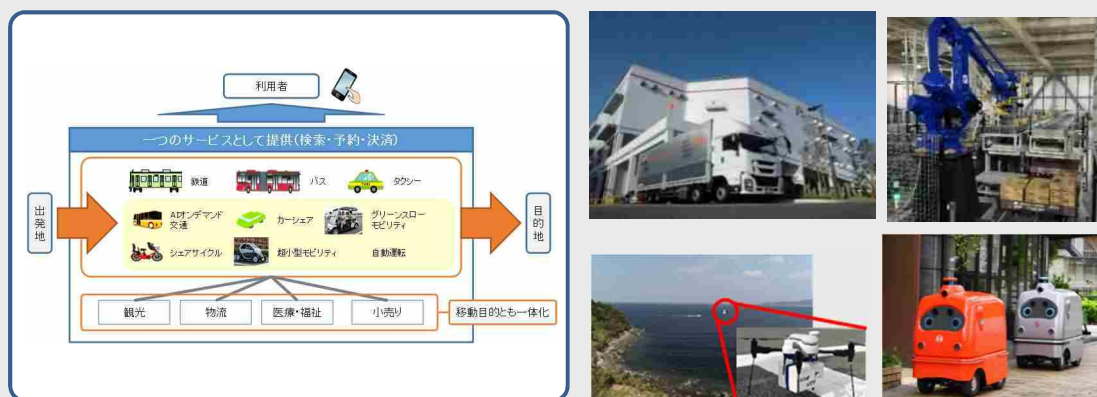 利用者
一つのサービスとして提供(検索・予約・決済)
鉄道
バス
タクシー
出発地
目的地
AIオンデマンド
交通
カーシェア
グリーンスロー
モビリティ
シェアサイクル
超小型モビリティ
自動運転
観光
物流
医療・福祉
小売り
移動目的とも一体化